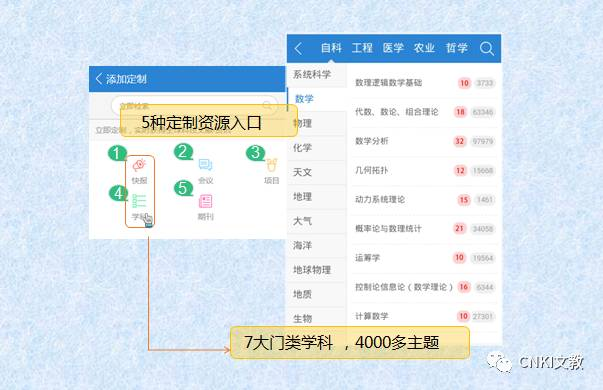 自科 工程 医学 农业 哲学
添加定制
立即检索
5种定制资源入口
1 2 3
快报 会议 项目
4 5
学科 期刊
系统科学
数学
物理
化学
天文
地理
大气
海洋
地球物理
地质
生物
数理逻辑数学基础 10 3733
代数、数论、组合理论 18 63346
数学分析 32 97979
几何拓扑 12 15668
动力系统理论 15 1461
概率论与数理统计 21 34058
运筹学 10 19564
控制论信息论(数学理论) 16 6344
计算数学 10 27301
7大门类学科 ,4000多主题
CNKI文教